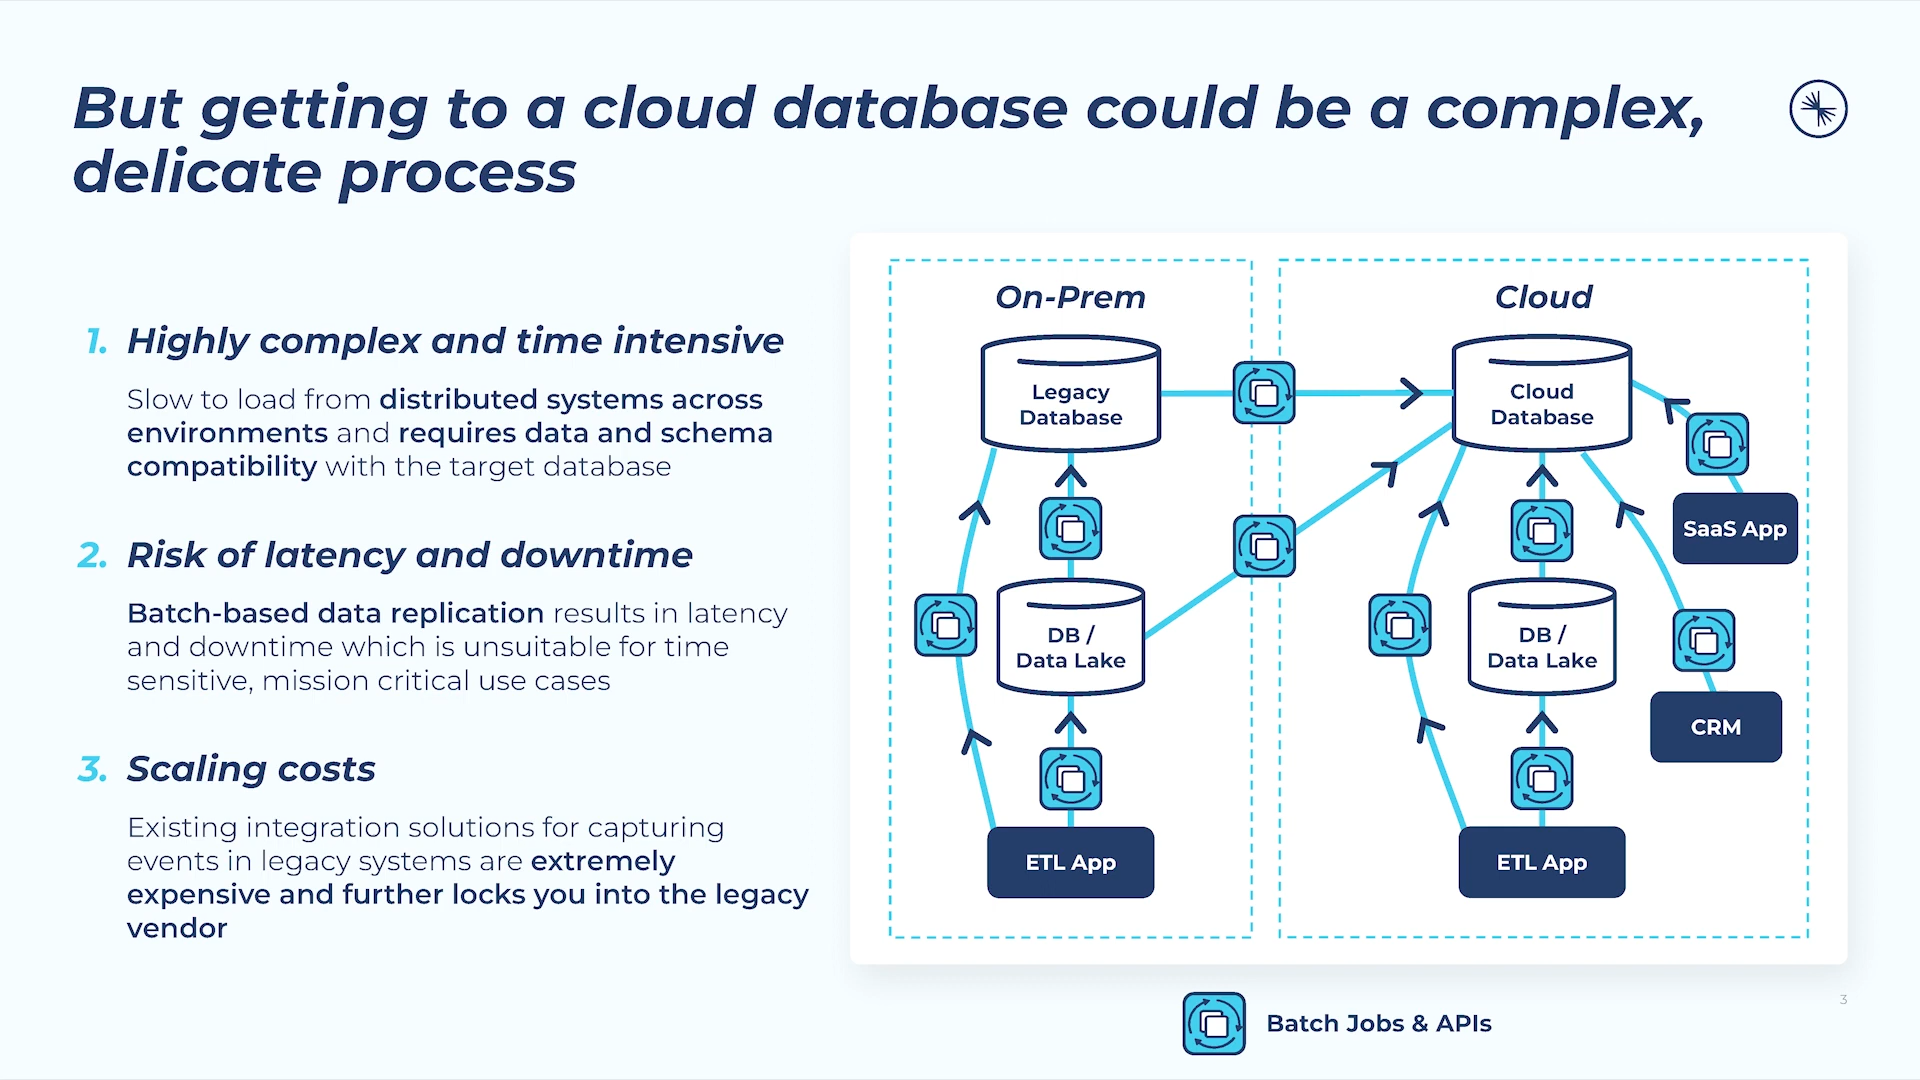 But getting to a cloud database could be a complex,
delicate process
1. Highly complex and time intensive
Slow to load from distributed systems across
environments and requires data and schema
compatibility with the target database
2. Risk of latency and downtime
Batch-based data replication results in latency
and downtime which is unsuitable for time
sensitive, mission critical use cases
3. Scaling costs
Existing integration solutions for capturing
events in legacy systems are extremely
expensive and further locks you into the legacy
vendor
On-Prem
Legacy
Database
DB /
Data Lake
ETL App
Cloud
Cloud
Database
SaaS App
DB /
Data Lake
CRM
ETL App
Batch Jobs & APIs
3